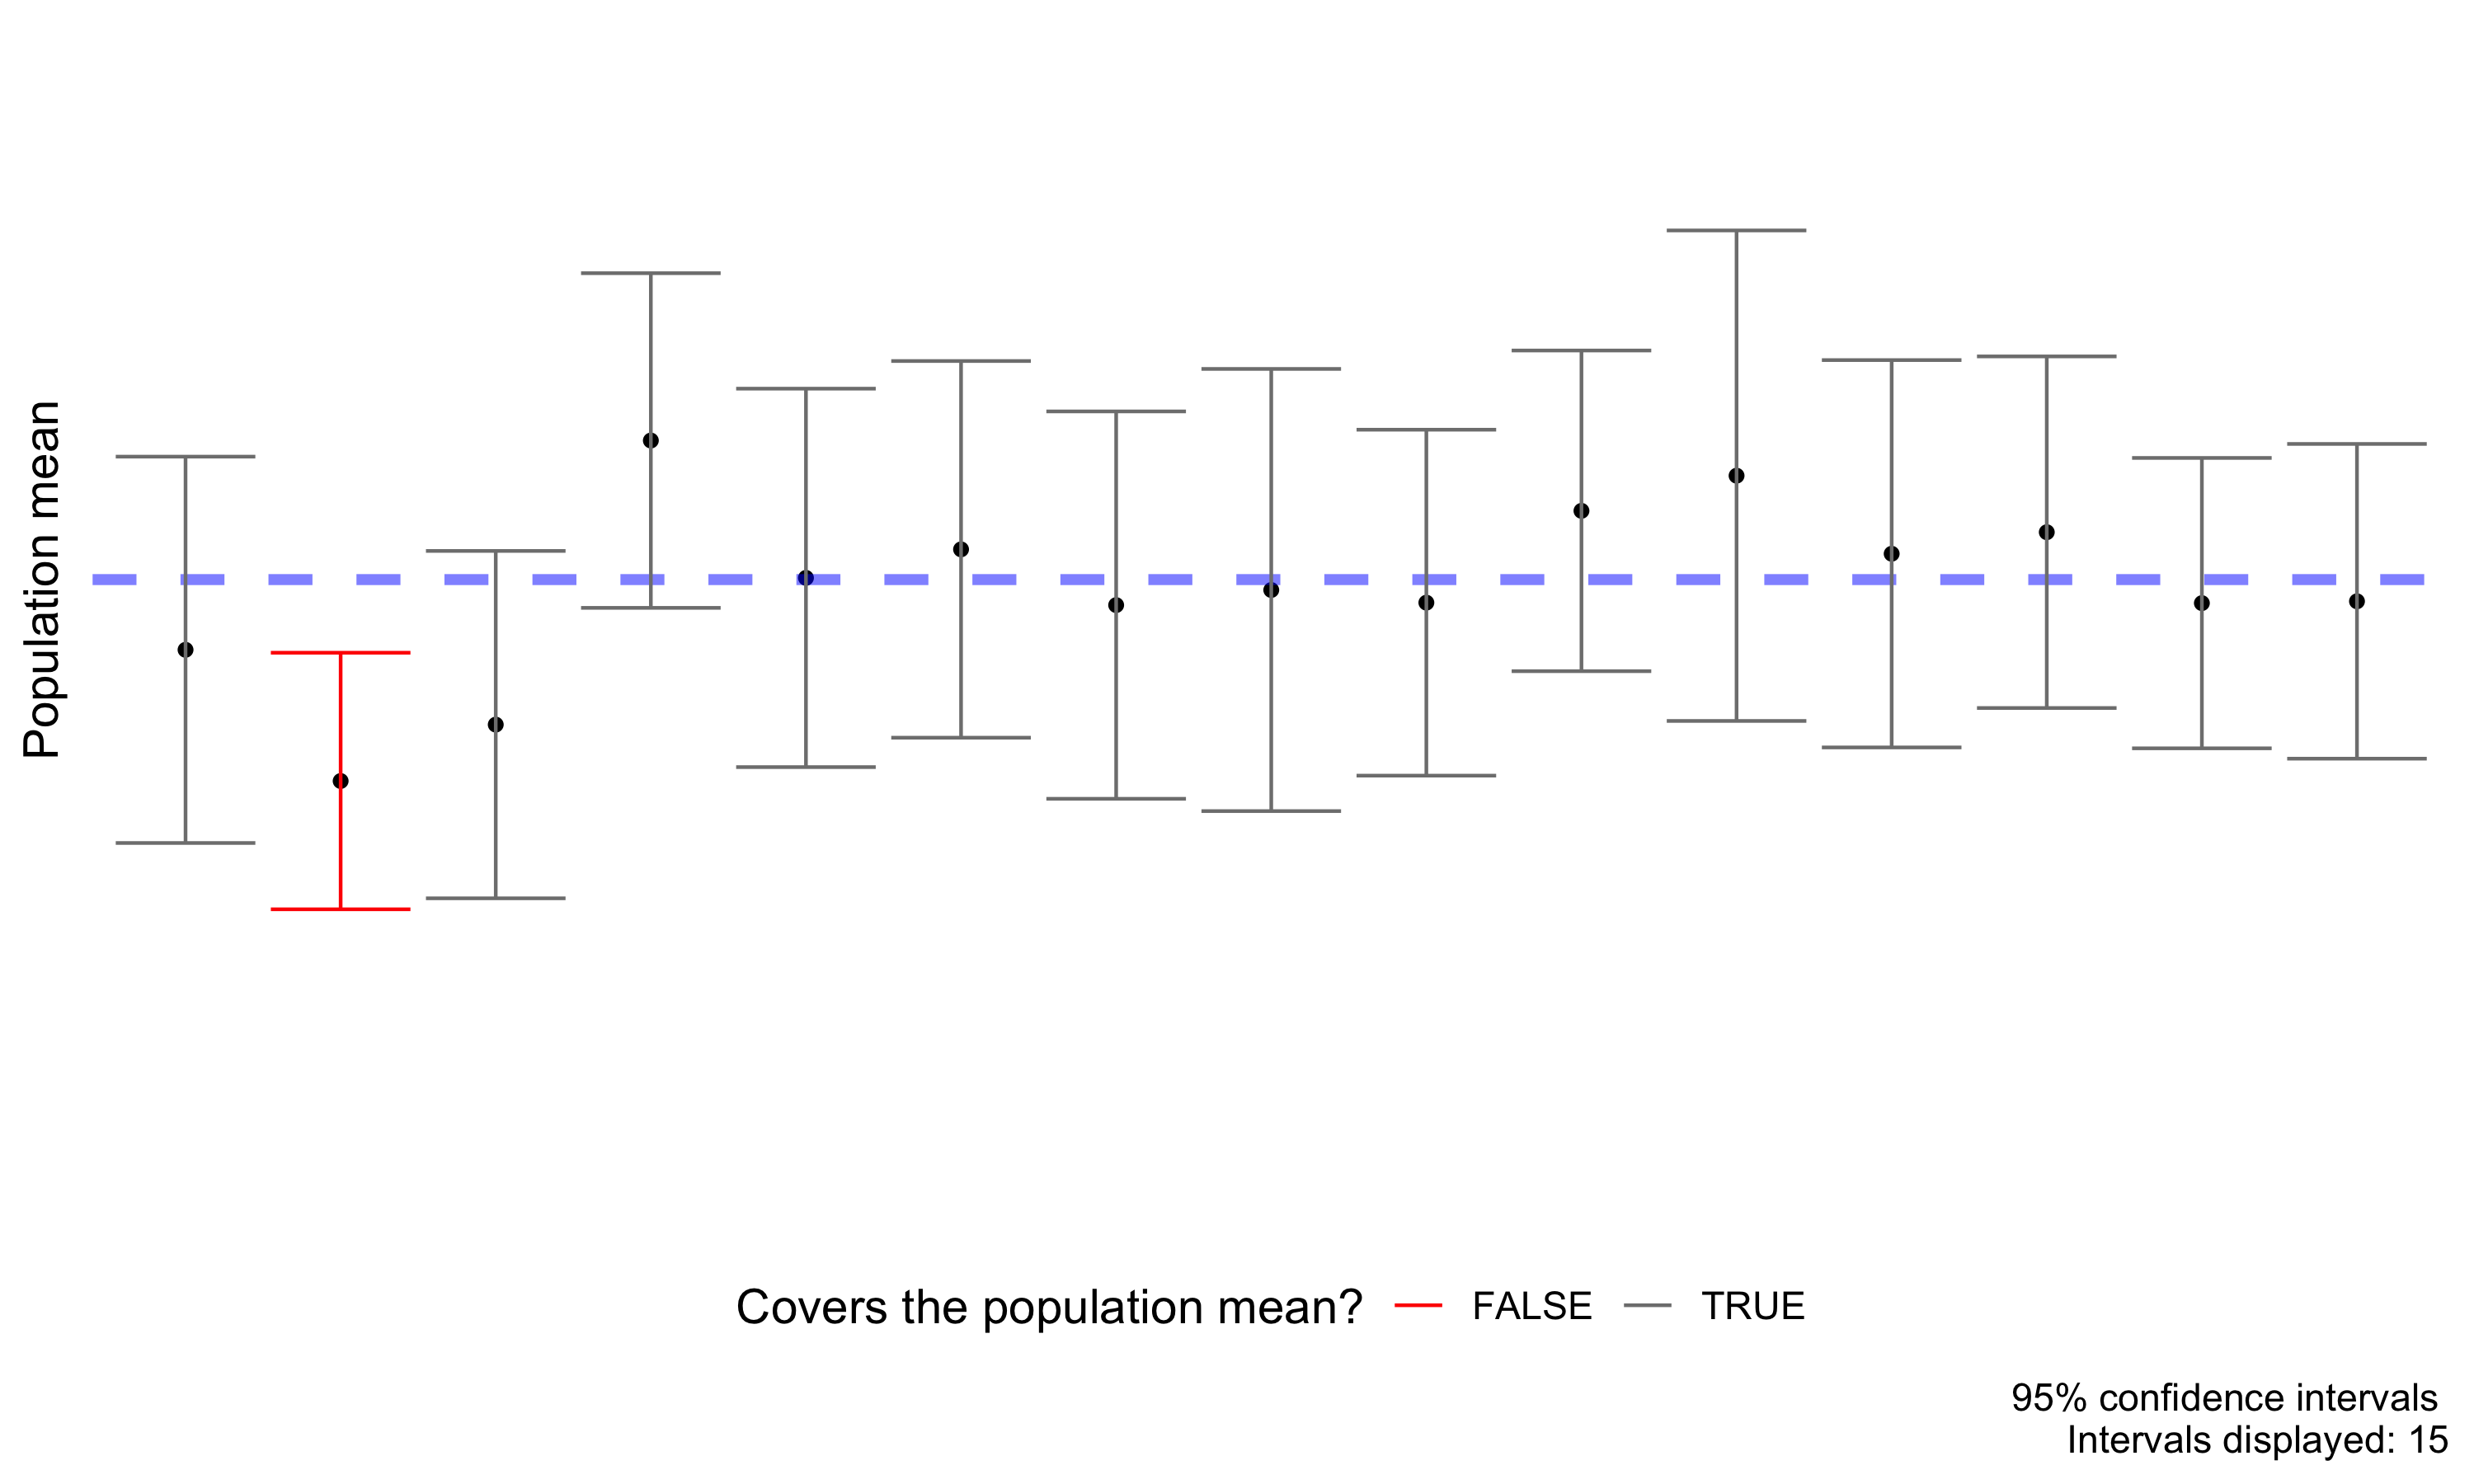 Population mean
Covers the population mean? FALSE TRUE
95% confidence intervals
Intervals displayed: 15